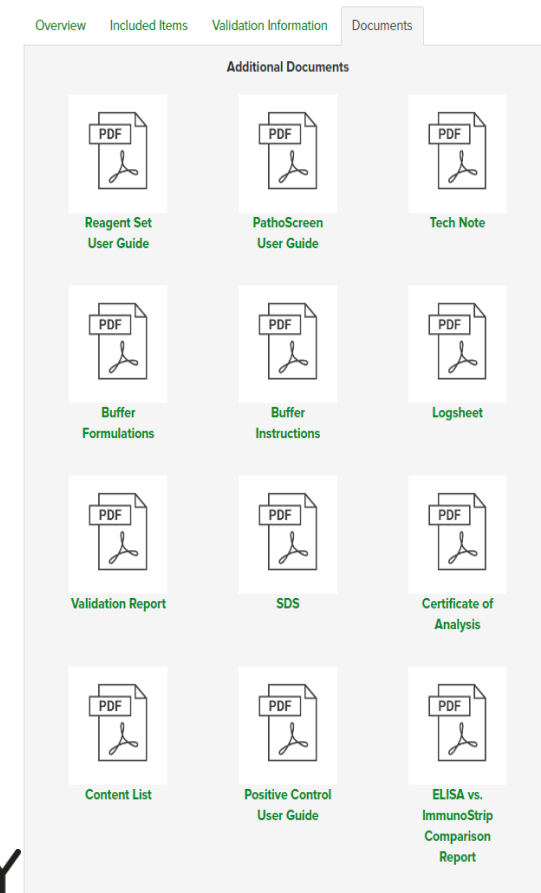 Overview Included Items Validation Information Documents
Additional Documents
PDF PDF PDF
Reagent Set
User Guide
PathoScreen
User Guide
Tech Note
PDF PDF PDF
Buffer
Formulations
Buffer
Instructions
Logsheet
PDF PDF PDF
Validation Report
SDS
Certificate of
Analysis
PDF PDF PDF
Content List
Positive Control
User Guide
ELISA vs.
ImmunoStrip
Comparison
Report
Y